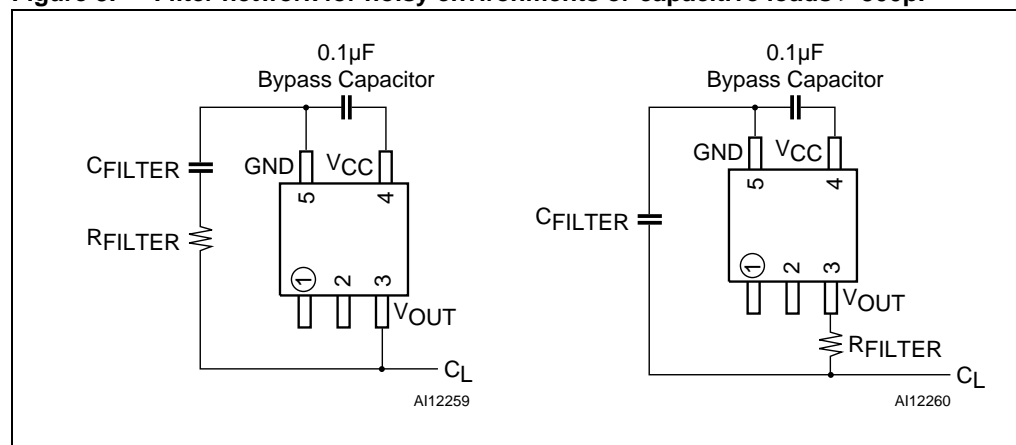 0.1µF
Bypass Capacitor
CFILTER
GND
VCC
5
4
RFILTER
1
2
3
VOUT
CL
AI12259
0.1µF
Bypass Capacitor
GND
VCC
5
4
CFILTER
1
2
3
VOUT
RFILTER
CL
AI12260